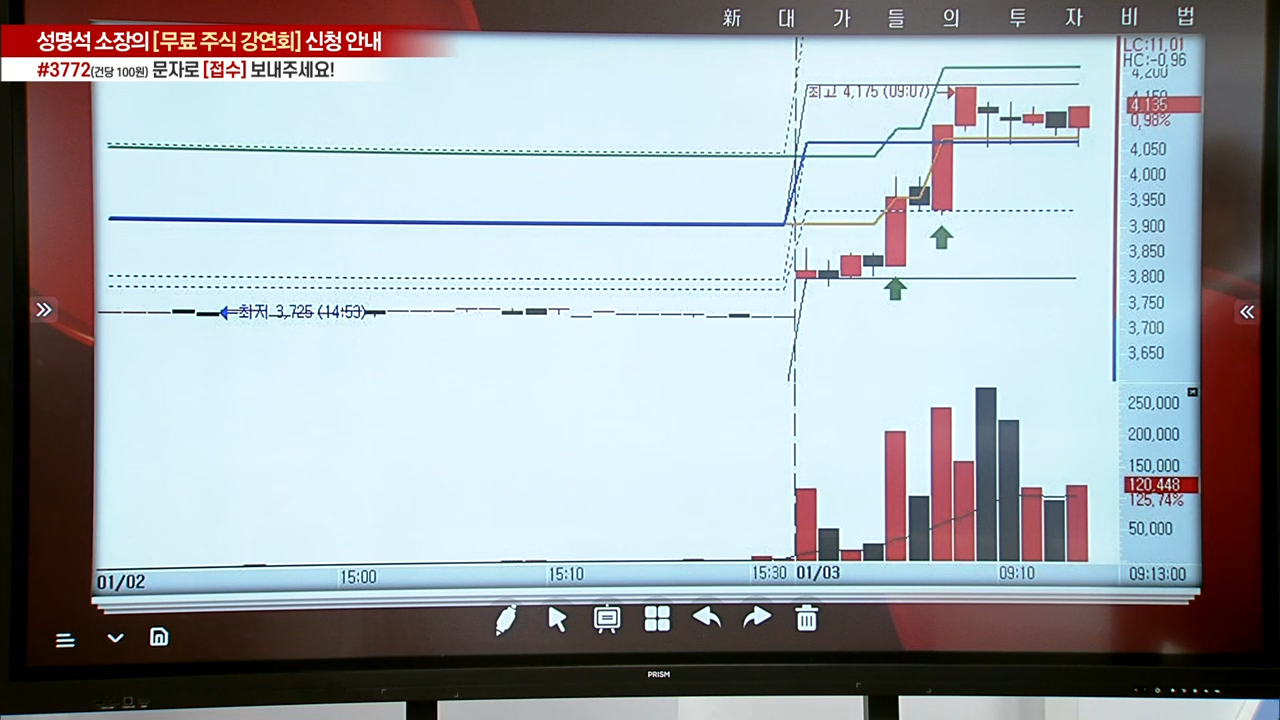 新 대 가 들 의 투 자 비 법
성명석 소장의 [무료 주식 강연회] 신청 안내
#3772(건당 100원) 문자로 [접수] 보내주세요!
LC:11,01
HC:-0,96
4,200
최고 4,175 (09:07)
4,150
4,135
0,98%
4,050
4,000
3,950
3,900
3,850
3,800
3,750
3,700
3,650
최저 3,725 (14:53)
250,000
200,000
150,000
120,448
125,74%
50,000
01/02 15:00 15:10 15:30 01/03 09:10 09:13:00
PRISM